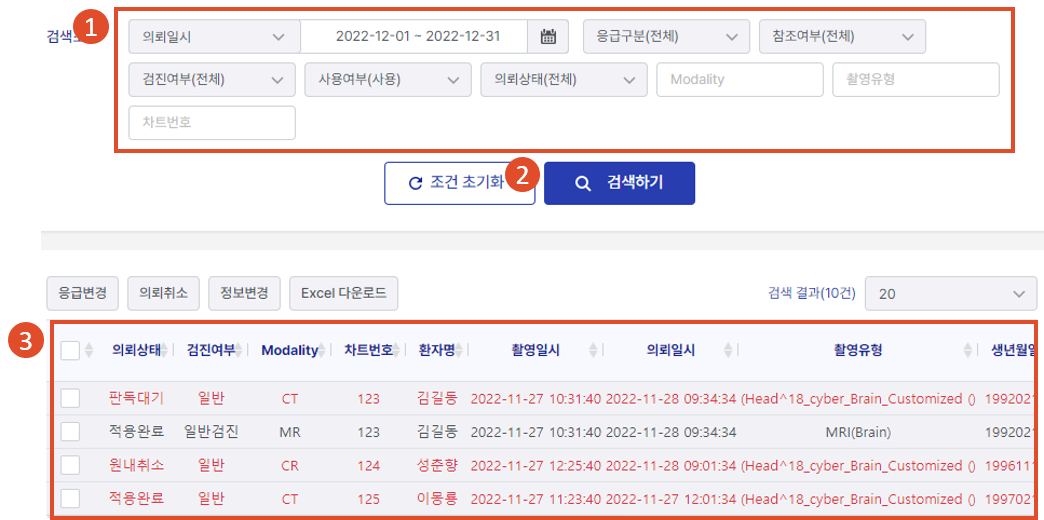 1
검색조
의뢰일시 2022-12-01 ~ 2022-12-31 응급구분(전체) 참조여부(전체)
검진여부(전체) 사용여부(사용) 의뢰상태(전체) Modality 촬영유형
차트번호
조건 초기화 2 검색하기
응급변경 의뢰취소 정보변경 Excel 다운로드 검색 결과(10건) 20
3
의뢰상태 검진여부 Modality 차트번호 환자명 촬영일시 의뢰일시 촬영유형 생년월일
판독대기 일반 CT 123 김길동 2022-11-27 10:31:40 2022-11-28 09:34:34 (Head^18_cyber_Brain_Customized () 199202
적용완료 일반검진 MR 123 김길동 2022-11-27 10:31:40 2022-11-28 09:34:34 MRI(Brain) 199202
원내취소 일반 CR 124 성춘향 2022-11-27 12:25:40 2022-11-28 09:01:34 (Head^18_cyber_Brain_Customized () 199611
적용완료 일반 CT 125 이몽룡 2022-11-27 11:23:40 2022-11-27 12:01:34 (Head^18_cyber_Brain_Customized () 199702